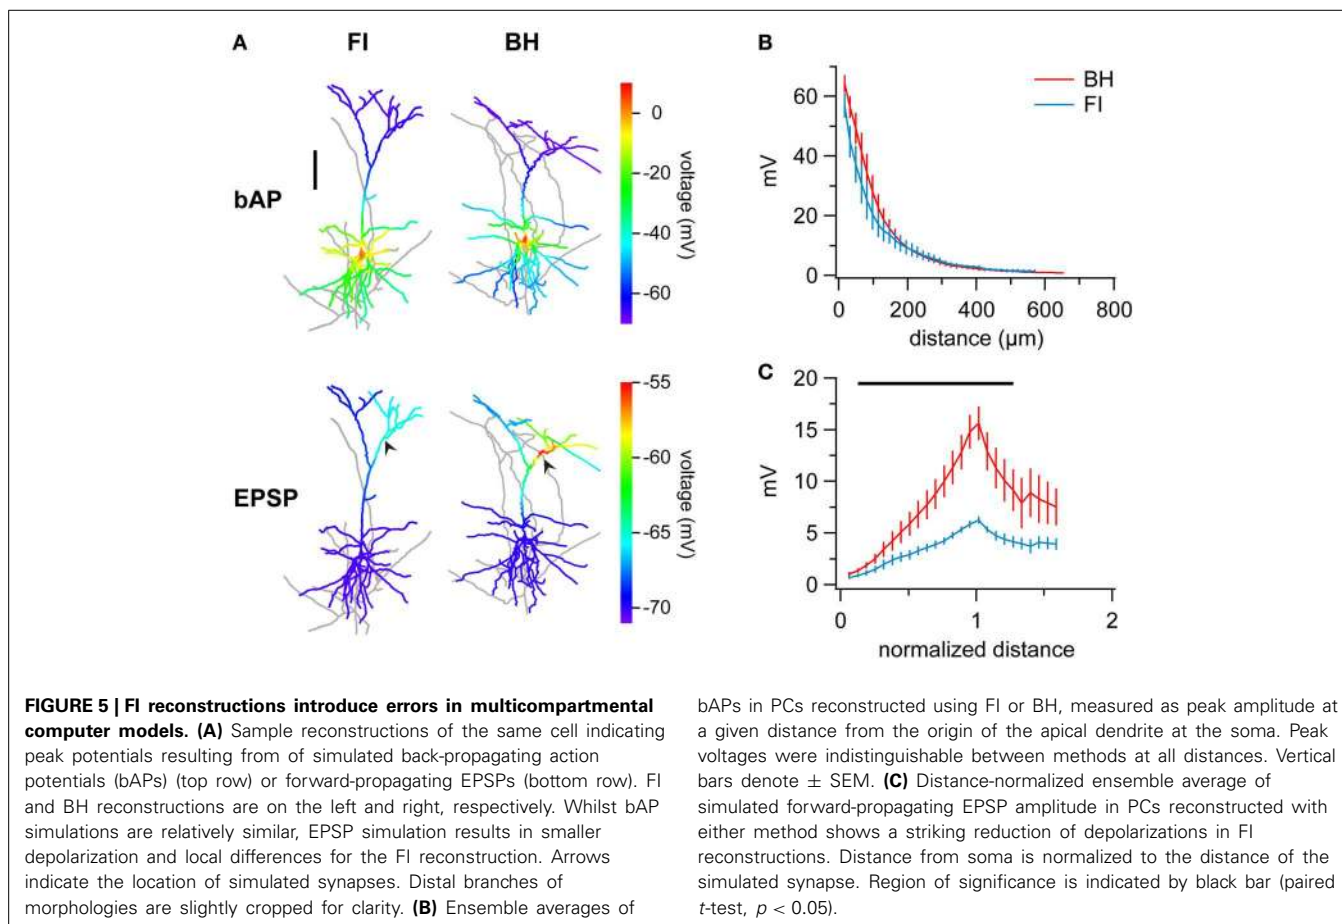 A
FI
BH
bAP
0
-20
-40
-60
voltage (mV)
EPSP
-55
-60
-65
-70
voltage (mV)
B
BH
FI
60
40
20
0
mV
0 200 400 600 800
distance (µm)
C
20
15
10
5
0
mV
0 1 2
normalized distance
FIGURE 5 | FI reconstructions introduce errors in multicompartmental
computer models. (A) Sample reconstructions of the same cell indicating
peak potentials resulting from of simulated back-propagating action
potentials (bAPs) (top row) or forward-propagating EPSPs (bottom row). FI
and BH reconstructions are on the left and right, respectively. Whilst bAP
simulations are relatively similar, EPSP simulation results in smaller
depolarization and local differences for the FI reconstruction. Arrows
indicate the location of simulated synapses. Distal branches of
morphologies are slightly cropped for clarity. (B) Ensemble averages of
bAPs in PCs reconstructed using FI or BH, measured as peak amplitude at
a given distance from the origin of the apical dendrite at the soma. Peak
voltages were indistinguishable between methods at all distances. Vertical
bars denote ± SEM. (C) Distance-normalized ensemble average of
simulated forward-propagating EPSP amplitude in PCs reconstructed with
either method shows a striking reduction of depolarizations in FI
reconstructions. Distance from soma is normalized to the distance of the
simulated synapse. Region of significance is indicated by black bar (paired
t-test, p < 0.05).